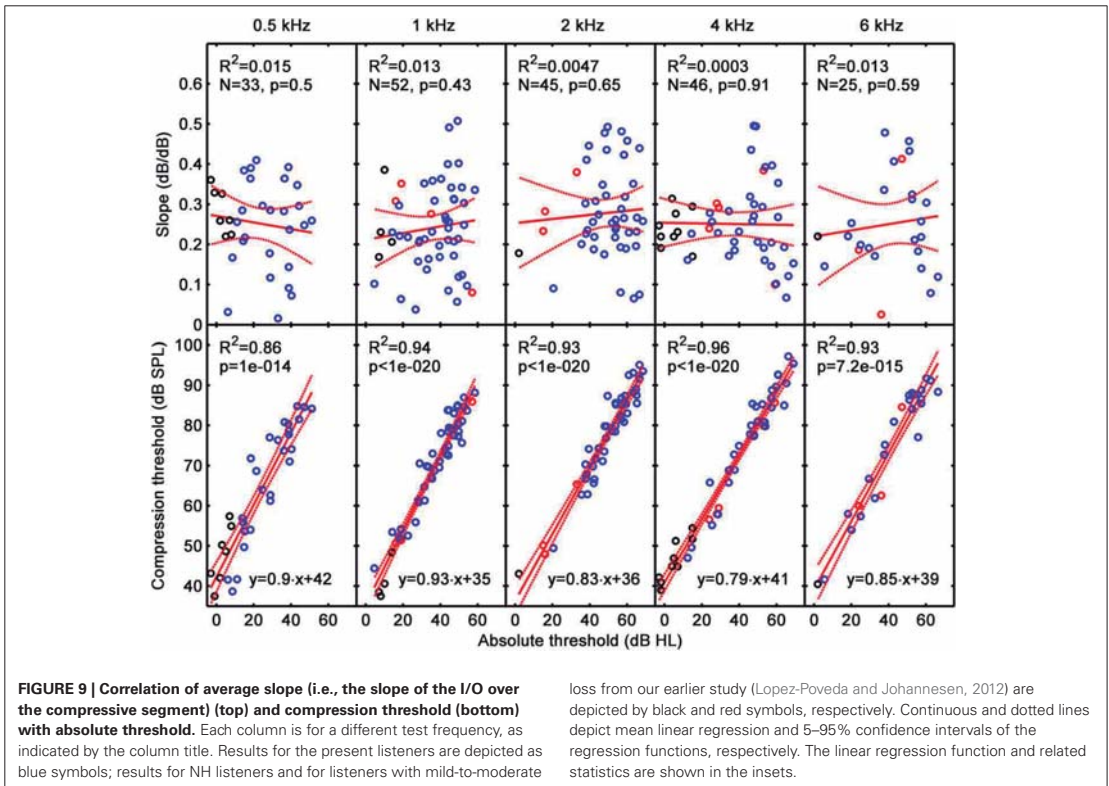 0.5 kHz 1 kHz 2 kHz 4 kHz 6 kHz
Slope (dB/dB)
0.6
0.5
0.4
0.3
0.2
0.1
0
R²=0.015
N=33, p=0.5
R²=0.013
N=52, p=0.43
R²=0.0047
N=45, p=0.65
R²=0.0003
N=46, p=0.91
R²=0.013
N=25, p=0.59
Compression threshold (dB SPL)
100
90
80
70
60
50
40
R²=0.86
p=1e-014
y=0.9·x+42
R²=0.94
p<1e-020
y=0.93·x+35
R²=0.93
p<1e-020
y=0.83·x+36
R²=0.96
p<1e-020
y=0.79·x+41
R²=0.93
p=7.2e-015
y=0.85·x+39
0 20 40 60 0 20 40 60 0 20 40 60 0 20 40 60 0 20 40 60
Absolute threshold (dB HL)
FIGURE 9 | Correlation of average slope (i.e., the slope of the I/O over
the compressive segment) (top) and compression threshold (bottom)
with absolute threshold. Each column is for a different test frequency, as
indicated by the column title. Results for the present listeners are depicted as
blue symbols; results for NH listeners and for listeners with mild-to-moderate
loss from our earlier study (Lopez-Poveda and Johannesen, 2012) are
depicted by black and red symbols, respectively. Continuous and dotted lines
depict mean linear regression and 5–95% confidence intervals of the
regression functions, respectively. The linear regression function and related
statistics are shown in the insets.